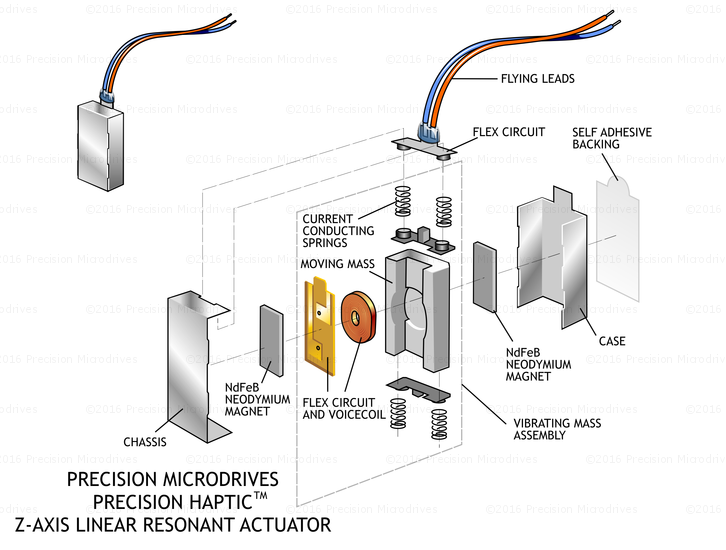 FLYING LEADS
FLEX CIRCUIT
SELF ADHESIVE
BACKING
CURRENT
CONDUCTING
SPRINGS
MOVING MASS
CASE
NdFeB
NEODYMIUM
MAGNET
NdFeB
NEODYMIUM
MAGNET
FLEX CIRCUIT
AND VOICECOIL
VIBRATING MASS
ASSEMBLY
CHASSIS
PRECISION MICRODRIVES
PRECISION HAPTIC™
Z-AXIS LINEAR RESONANT ACTUATOR
©2016 Precision Microdrives